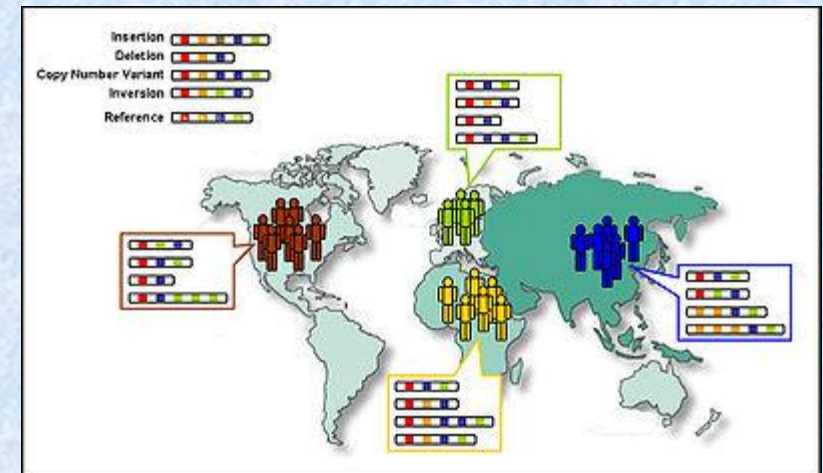 Insertion
Deletion
Copy Number Variant
Inversion
Reference